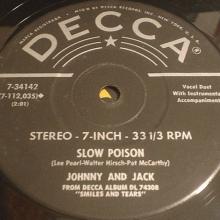 DECCA
7-34142
(7-112,035)
(2:01)
Vocal Duet
With Instrumental
Accompaniment
STEREO - 7-INCH - 33 1/3 RPM
SLOW POISON
(Lee Pearl-Walter Hirsch-Pat McCarthy)
JOHNNY AND JACK
FROM DECCA ALBUM DL 74308
"SMILES AND TEARS"